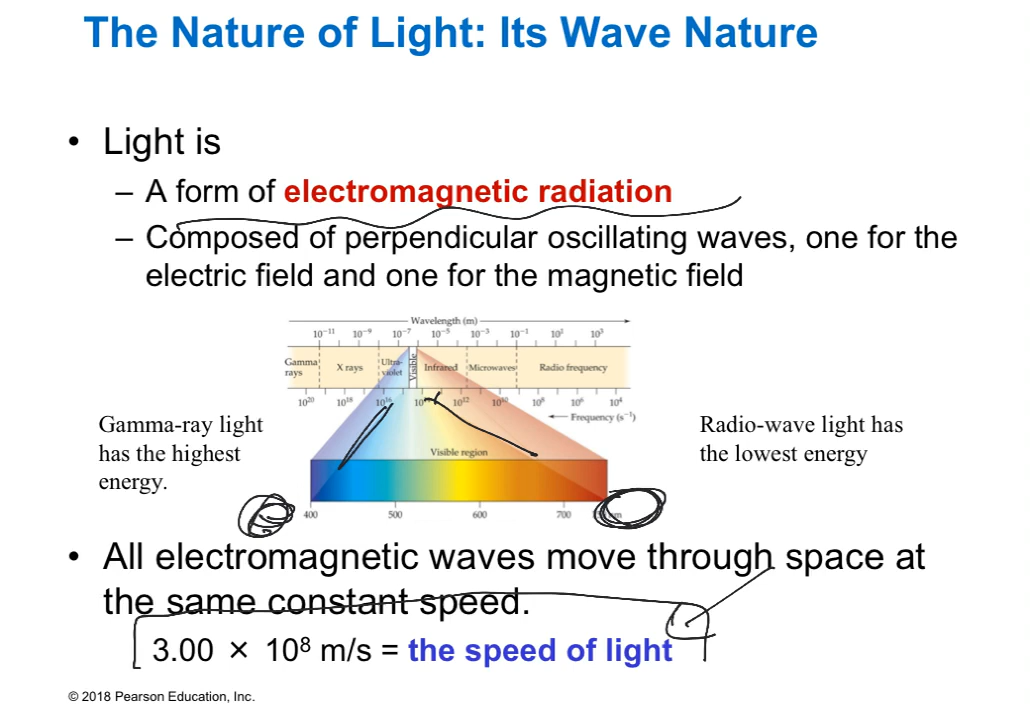 The Nature of Light: Its Wave Nature
• Light is
– A form of electromagnetic radiation
– Composed of perpendicular oscillating waves, one for the
electric field and one for the magnetic field
Wavelength (m)
10⁻¹¹ 10⁻⁹ 10⁻⁷ 10⁻⁵ 10⁻³ 10⁻¹ 10¹ 10³
Gamma rays
X rays
Ultra-violet
Visible
Infrared
Microwaves
Radio frequency
10²⁰ 10¹⁸ 10¹⁶ 10¹² 10¹⁰ 10⁸ 10⁶ 10⁴
Frequency (s⁻¹)
Visible region
400 500 600 700
Gamma-ray light
has the highest
energy.
Radio-wave light has
the lowest energy
• All electromagnetic waves move through space at
the same constant speed.
3.00 × 10⁸ m/s = the speed of light
© 2018 Pearson Education, Inc.